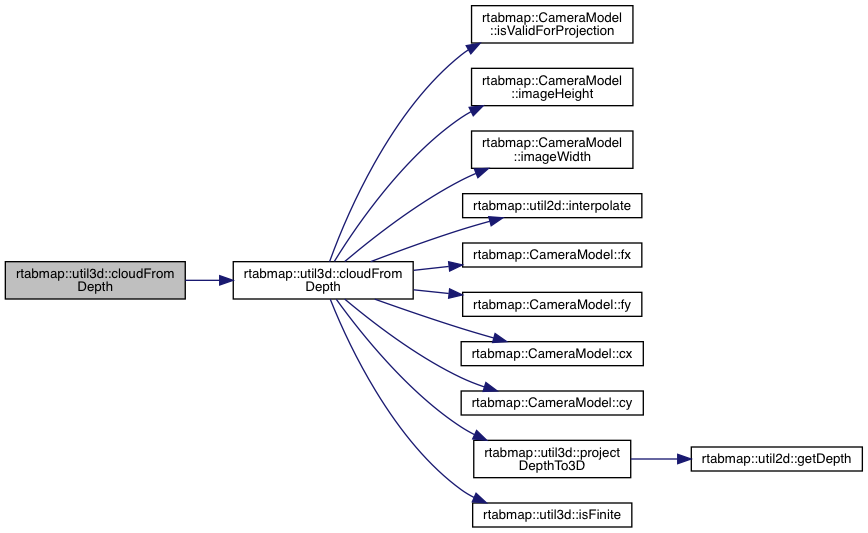 rtabmap::util3d::cloudFrom
Depth
rtabmap::util3d::cloudFrom
Depth
rtabmap::CameraModel
::isValidForProjection
rtabmap::CameraModel
::imageHeight
rtabmap::CameraModel
::imageWidth
rtabmap::util2d::interpolate
rtabmap::CameraModel::fx
rtabmap::CameraModel::fy
rtabmap::CameraModel::cx
rtabmap::CameraModel::cy
rtabmap::util3d::project
DepthTo3D
rtabmap::util2d::getDepth
rtabmap::util3d::isFinite